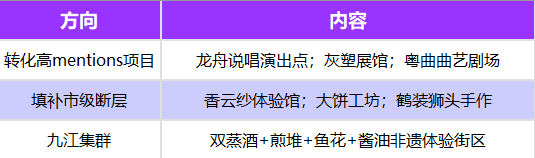 方向 内容
转化高mentions项目 龙舟说唱演出点；灰塑展馆；粤曲曲艺剧场
填补市级断层 香云纱体验馆；大饼工坊；鹤装狮头手作
九江集群 双蒸酒+煎堆+鱼花+酱油非遗体验街区